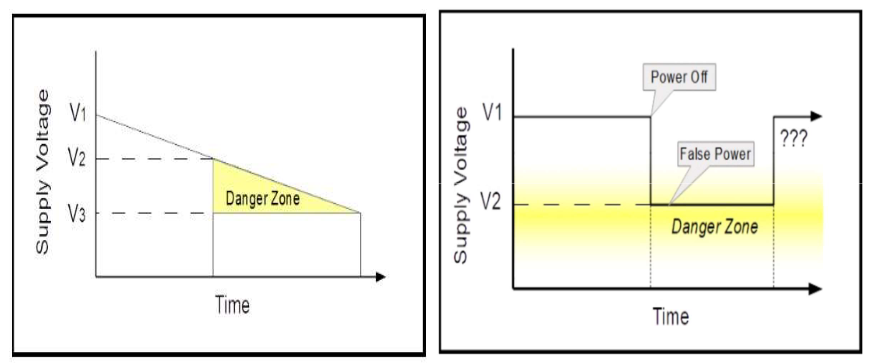 Supply Voltage
V1
V2
V3
Danger Zone
Time
Supply Voltage
V1
V2
Power Off
False Power
???
Danger Zone
Time